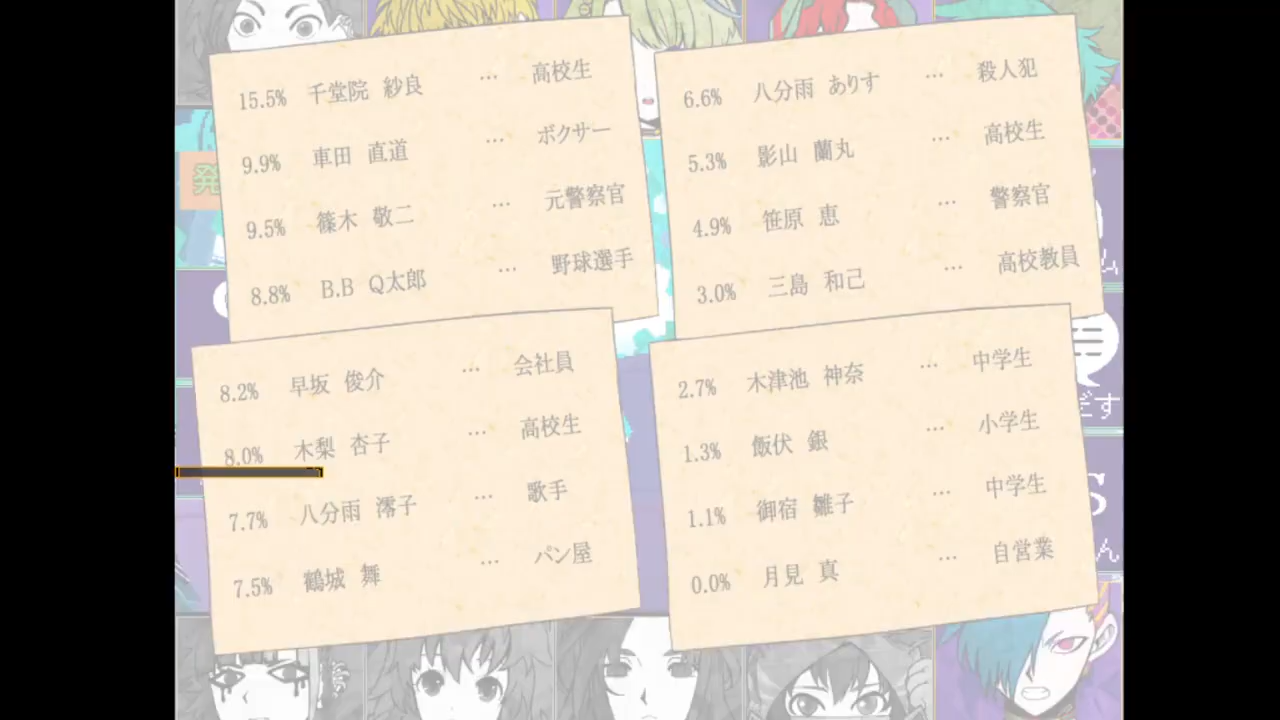 15.5% 千堂院 紗良 … 高校生
9.9% 車田 直道 … ボクサー
9.5% 篠木 敬二 … 元警察官
8.8% B.B Q太郎 … 野球選手
6.6% 八分雨 ありす … 殺人犯
5.3% 影山 蘭丸 … 高校生
4.9% 笹原 恵 … 警察官
3.0% 三島 和己 … 高校教員
8.2% 早坂 俊介 … 会社員
8.0% 木梨 杏子 … 高校生
7.7% 八分雨 澪子 … 歌手
7.5% 鶴城 舞 … パン屋
2.7% 木津池 神奈 … 中学生
1.3% 飯伏 銀 … 小学生
1.1% 御宿 雛子 … 中学生
0.0% 月見 真 … 自営業
発
だす
S
ん